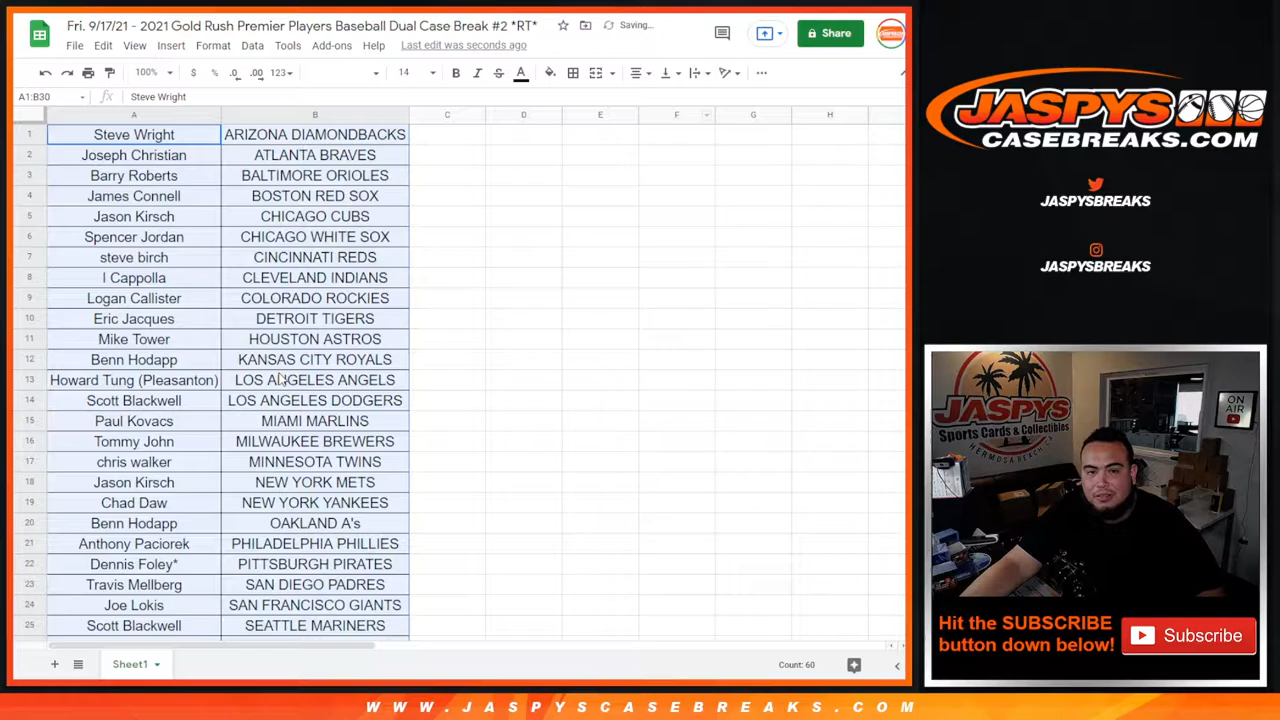 Fri. 9/17/21 - 2021 Gold Rush Premier Players Baseball Dual Case Break #2 *RT*
Saving...
File Edit View Insert Format Data Tools Add-ons Help Last edit was seconds ago
Share
100% $ % .0 .00 123 14 B I S A
A1:B30 fx Steve Wright
A B C D E F G H
1 Steve Wright ARIZONA DIAMONDBACKS
2 Joseph Christian ATLANTA BRAVES
3 Barry Roberts BALTIMORE ORIOLES
4 James Connell BOSTON RED SOX
5 Jason Kirsch CHICAGO CUBS
6 Spencer Jordan CHICAGO WHITE SOX
7 steve birch CINCINNATI REDS
8 I Cappolla CLEVELAND INDIANS
9 Logan Callister COLORADO ROCKIES
10 Eric Jacques DETROIT TIGERS
11 Mike Tower HOUSTON ASTROS
12 Benn Hodapp KANSAS CITY ROYALS
13 Howard Tung (Pleasanton) LOS ANGELES ANGELS
14 Scott Blackwell LOS ANGELES DODGERS
15 Paul Kovacs MIAMI MARLINS
16 Tommy John MILWAUKEE BREWERS
17 chris walker MINNESOTA TWINS
18 Jason Kirsch NEW YORK METS
19 Chad Daw NEW YORK YANKEES
20 Benn Hodapp OAKLAND A's
21 Anthony Paciorek PHILADELPHIA PHILLIES
22 Dennis Foley* PITTSBURGH PIRATES
23 Travis Mellberg SAN DIEGO PADRES
24 Joe Lokis SAN FRANCISCO GIANTS
25 Scott Blackwell SEATTLE MARINERS
Sheet1
Count: 60
JASPYS
CASEBREAKS.COM
JASPYSBREAKS
JASPYSBREAKS
JASPYS
Sports Cards & Collectibles
HERMOSA BEACH CA
ON AIR
Hit the SUBSCRIBE
button down below!
Subscribe
WWW.JASPYSCASEBREAKS.COM